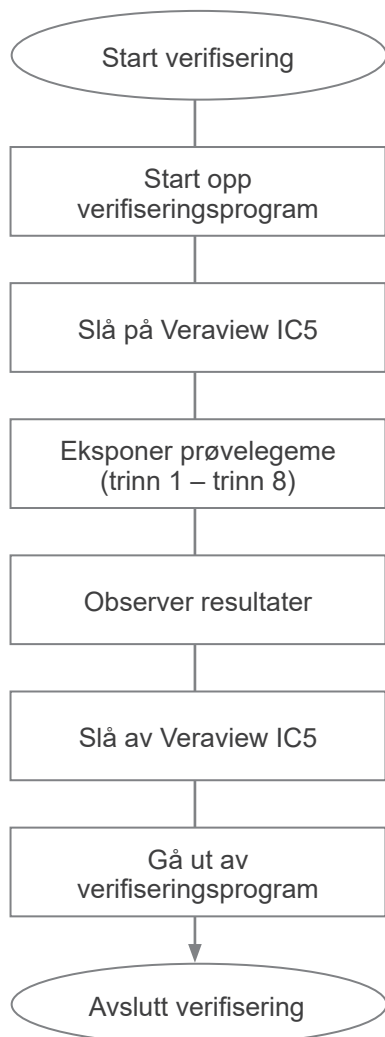 Start verifisering
Start opp
verifiseringsprogram
Slå på Veraview IC5
Eksponer prøvelegeme
(trinn 1 – trinn 8)
Observer resultater
Slå av Veraview IC5
Gå ut av
verifiseringsprogram
Avslutt verifisering